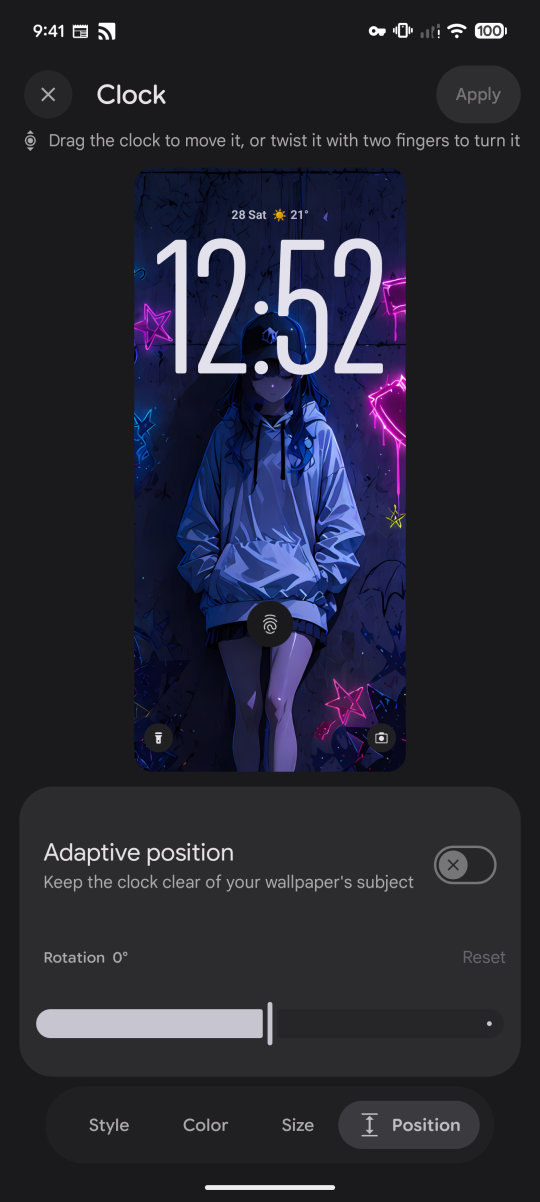 9:41
100
Clock
Apply
Drag the clock to move it, or twist it with two fingers to turn it
28 Sat 21°
12:52
Adaptive position
Keep the clock clear of your wallpaper's subject
Rotation 0°
Reset
Style
Color
Size
Position